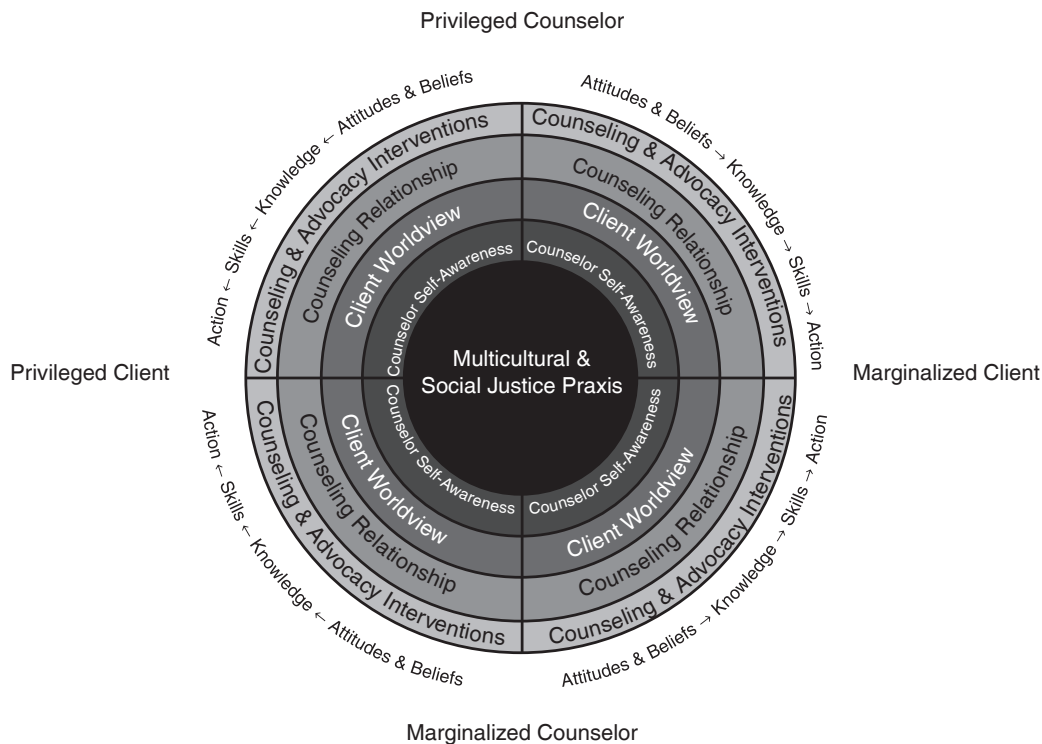 Privileged Counselor
Action ← Skills ← Knowledge ← Attitudes & Beliefs
Attitudes & Beliefs → Knowledge → Skills → Action
Counseling & Advocacy Interventions
Counseling & Advocacy Interventions
Counseling Relationship
Counseling Relationship
Client Worldview
Client Worldview
Counselor Self-Awareness
Counselor Self-Awareness
Privileged Client
Multicultural &
Social Justice Praxis
Marginalized Client
Counselor Self-Awareness
Counselor Self-Awareness
Client Worldview
Client Worldview
Counseling Relationship
Counseling Relationship
Counseling & Advocacy Interventions
Counseling & Advocacy Interventions
Action ← Skills ← Knowledge ← Attitudes & Beliefs
Attitudes & Beliefs → Knowledge → Skills → Action
Marginalized Counselor